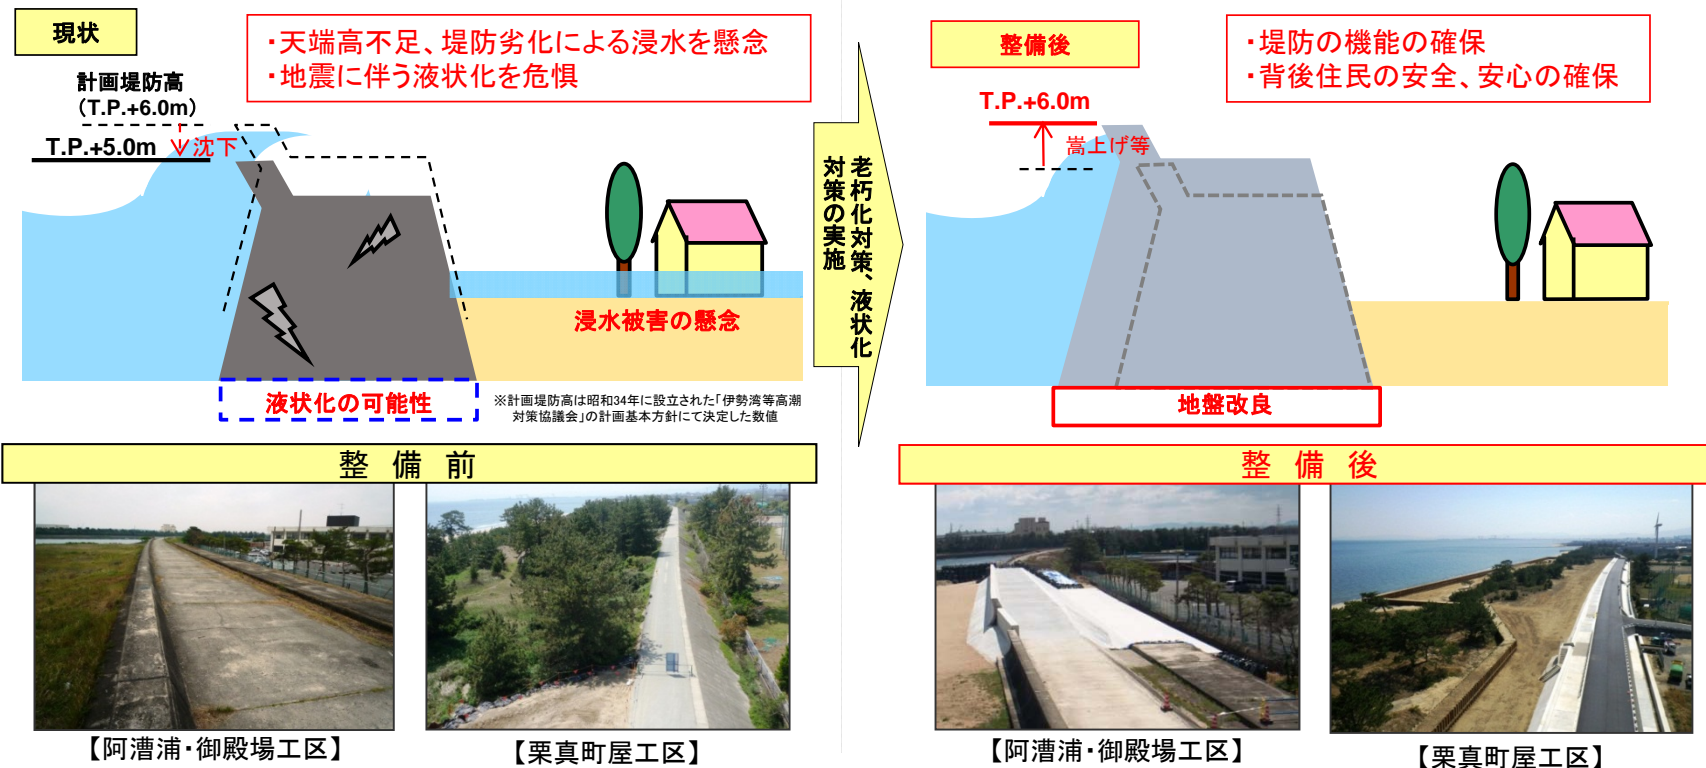 現状
・天端高不足、堤防劣化による浸水を懸念
・地震に伴う液状化を危惧
計画堤防高
（T.P.+6.0m）
T.P.+5.0m
沈下
浸水被害の懸念
液状化の可能性
※計画堤防高は昭和34年に設立された「伊勢湾等高潮
対策協議会」の計画基本方針にて決定した数値
老朽化対策、液状化
対策の実施
整備後
・堤防の機能の確保
・背後住民の安全、安心の確保
T.P.+6.0m
嵩上げ等
地盤改良
整備前
【阿漕浦・御殿場工区】
【栗真町屋工区】
整備後
【阿漕浦・御殿場工区】
【栗真町屋工区】